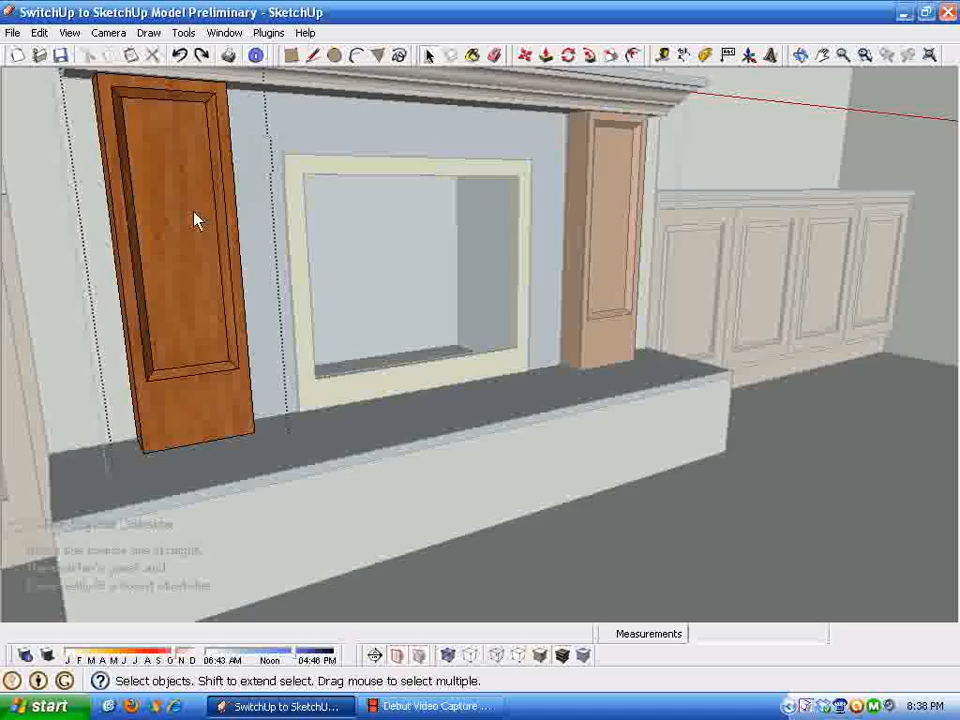 SwitchUp to SketchUp Model Preliminary - SketchUp
File Edit View Camera Draw Tools Window Plugins Help
Measurements
J F M A M J J A S O N D 06:43 AM Noon 04:46 PM
Select objects. Shift to extend select. Drag mouse to select multiple.
start SwitchUp to SketchU... Debut Video Capture ... 8:38 PM